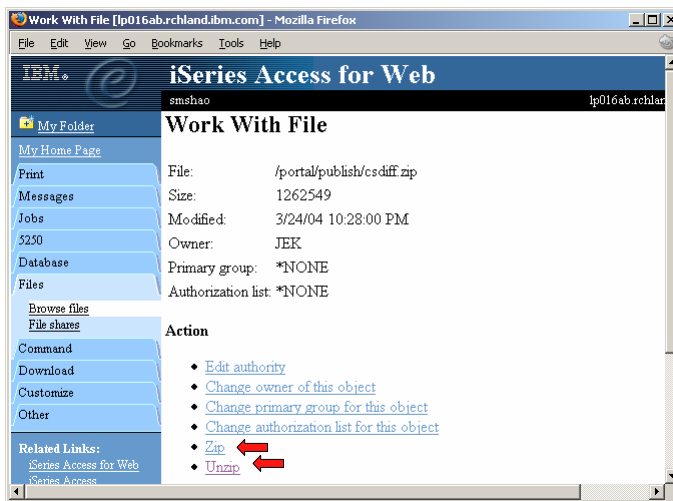 Work With File [lp016ab.rchland.ibm.com] - Mozilla Firefox
File Edit View Go Bookmarks Tools Help
IBM® iSeries Access for Web
smshao lp016ab.rchlan
My Folder
My Home Page
Print
Messages
Jobs
5250
Database
Files
Browse files
File shares
Command
Download
Customize
Other
Related Links:
iSeries Access for Web
iSeries Access
Work With File
File: /portal/publish/csdiff.zip
Size: 1262549
Modified: 3/24/04 10:28:00 PM
Owner: JEK
Primary group: *NONE
Authorization list: *NONE
Action
Edit authority
Change owner of this object
Change primary group for this object
Change authorization list for this object
Zip
Unzip